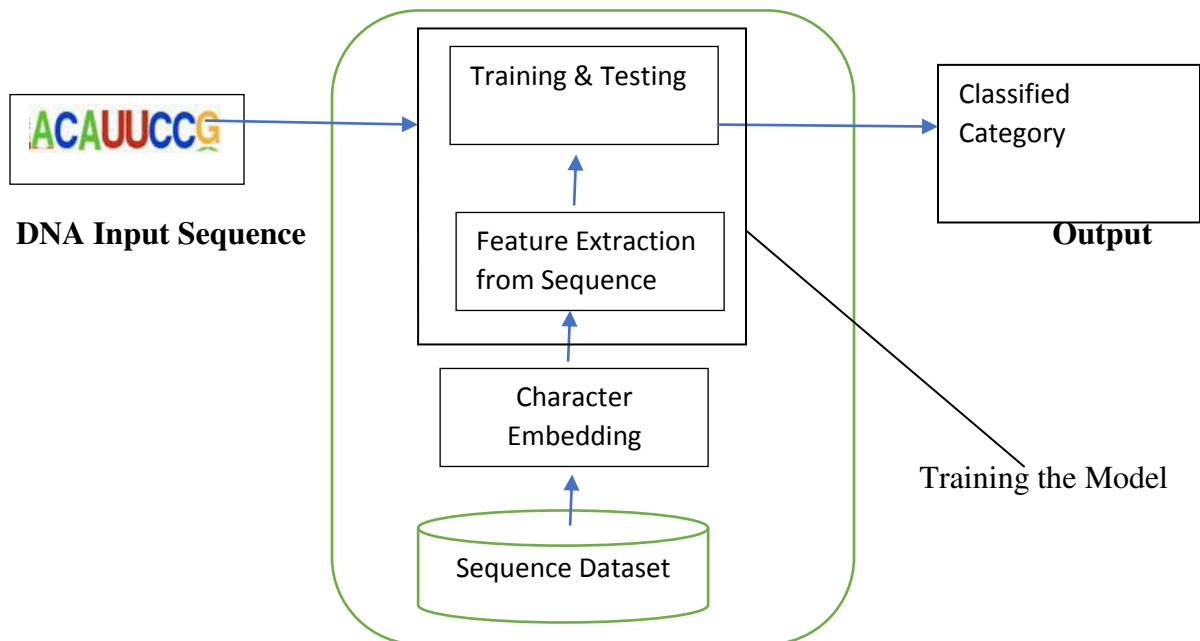 Training & Testing
ACAUUCCG
Classified
Category
DNA Input Sequence
Output
Feature Extraction
from Sequence
Character
Embedding
Training the Model
Sequence Dataset